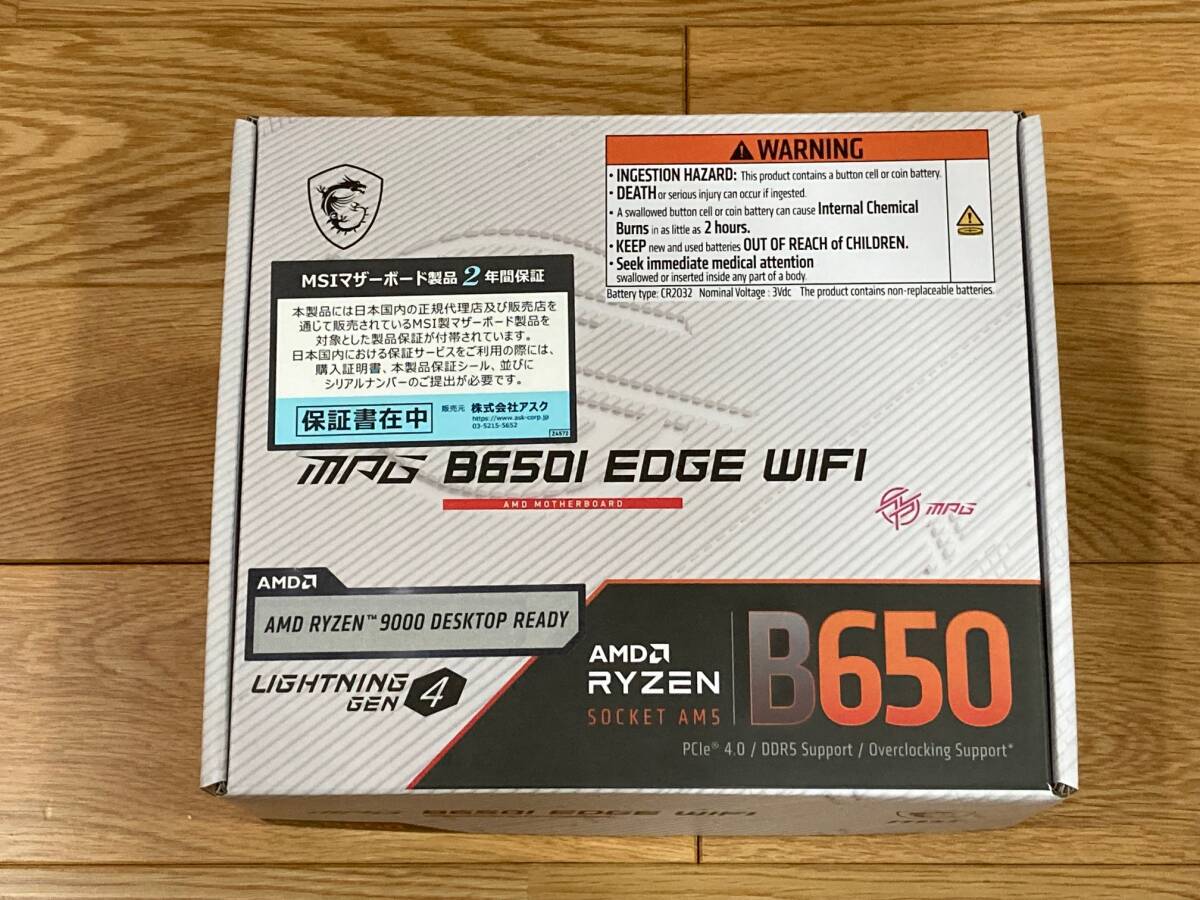 WARNING
• INGESTION HAZARD: This product contains a button cell or coin battery.
• DEATH or serious injury can occur if ingested.
• A swallowed button cell or coin battery can cause Internal Chemical
Burns in as little as 2 hours.
• KEEP new and used batteries OUT OF REACH of CHILDREN.
• Seek immediate medical attention
swallowed or inserted inside any part of a body.
Battery type: CR2032 Nominal Voltage : 3Vdc The product contains non-replaceable batteries.
MSIマザーボード製品2年間保証
本製品には日本国内の正規代理店及び販売店を
通じて販売されているMSI製マザーボード製品を
対象とした製品保証が付帯されています。
日本国内における保証サービスをご利用の際には、
購入証明書、本製品保証シール、並びに
シリアルナンバーのご提出が必要です。
保証書在中
販売元 株式会社アスク
https://www.ask-corp.jp
03-5215-5652
24572
MPG B650I EDGE WIFI
AMD MOTHERBOARD
MPG
AMD
AMD RYZEN™ 9000 DESKTOP READY
LIGHTNING
GEN 4
AMD
RYZEN
SOCKET AM5
B650
PCIe® 4.0 / DDR5 Support / Overclocking Support*
MPG B650I EDGE WIFI